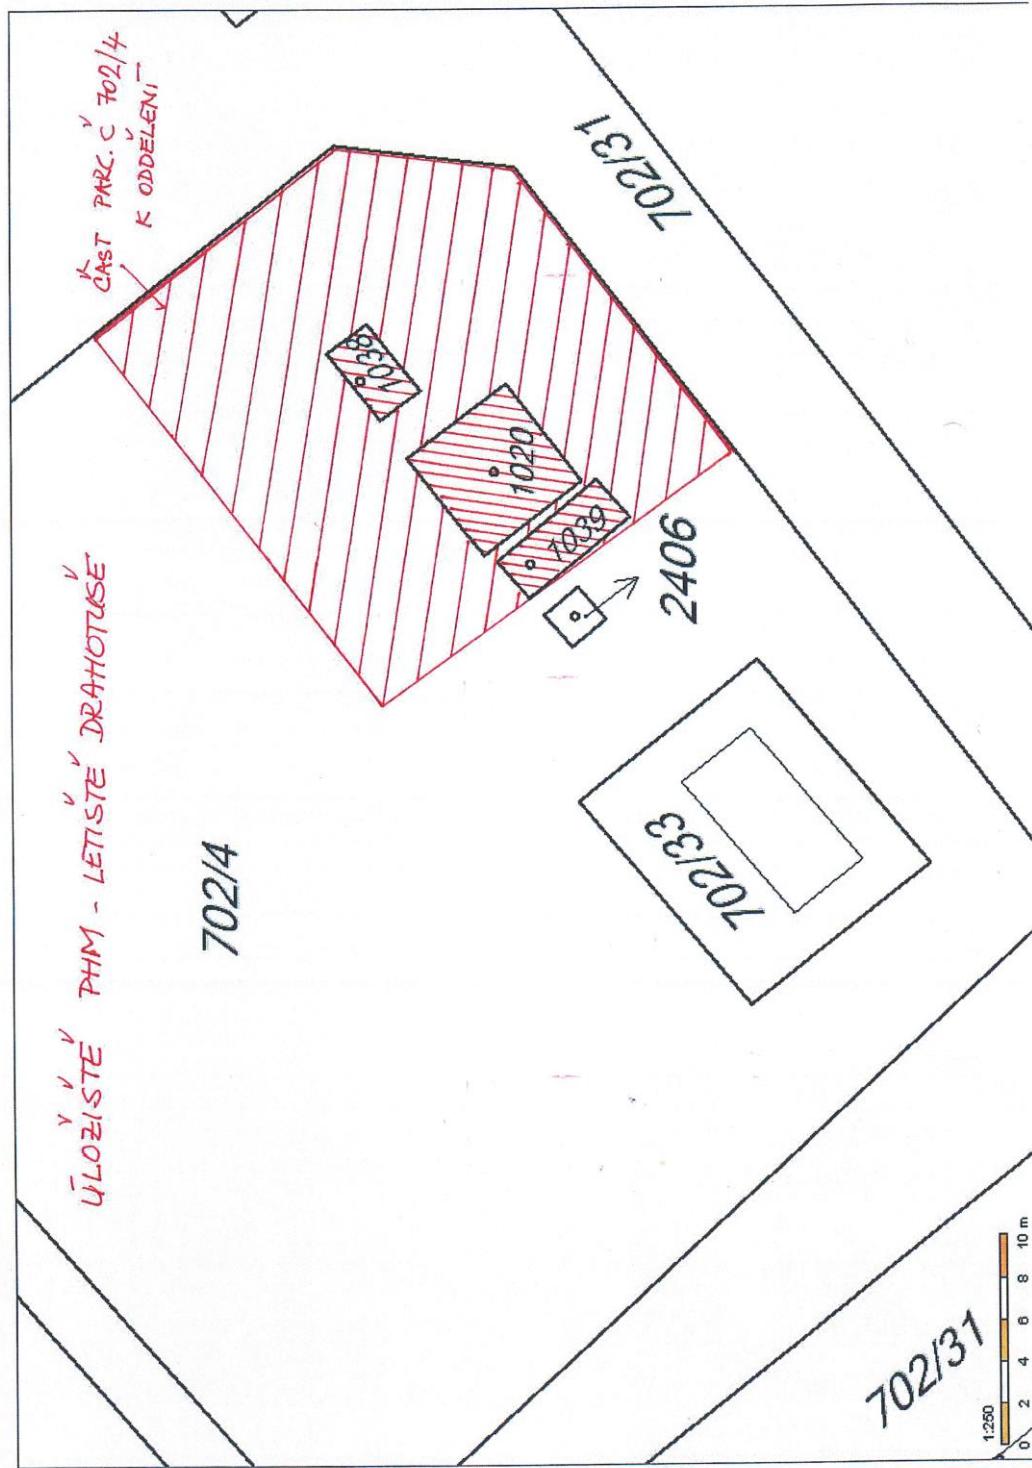 ÚLOŽIŠTĚ PHM - LETIŠTĚ DRAHOTUŠE
ČÁST PARC. Č 702/4
K ODDĚLENÍ
702/4
1038
1020
1039
2406
702/31
702/33
702/31
1:250
0 2 4 6 8 10 m